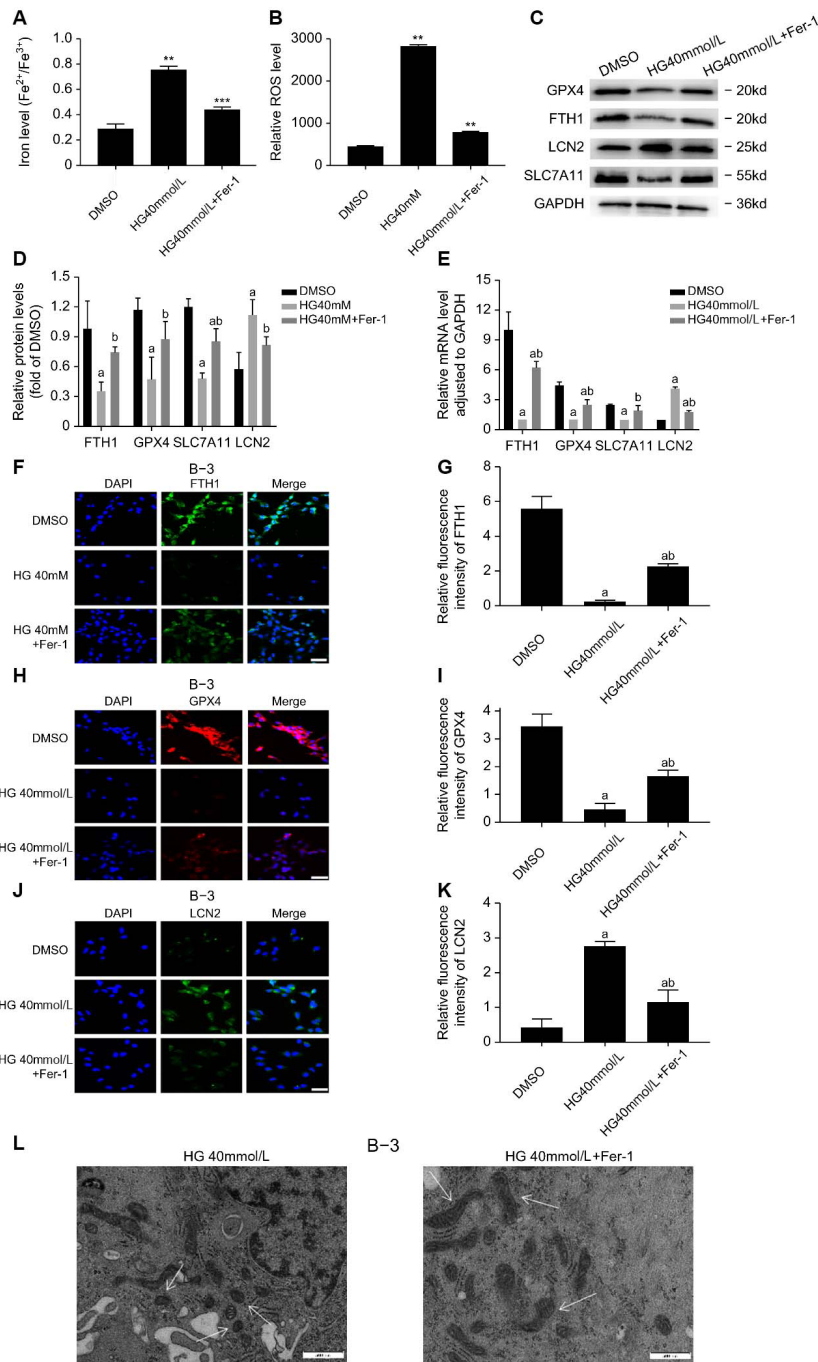 A
Iron level (Fe²⁺/Fe³⁺)
1.0
0.8
0.6
0.4
0.2
0
**
***
DMSO
HG40mmol/L
HG40mmol/L+Fer-1
B
Relative ROS level
3000
2000
1000
0
***
**
DMSO
HG40mM
HG40mmol/L+Fer-1
C
DMSO
HG40mmol/L
HG40mmol/L+Fer-1
GPX4 − 20kd
FTH1 − 20kd
LCN2 − 25kd
SLC7A11 − 55kd
GAPDH − 36kd
D
Relative protein levels
(fold of DMSO)
1.5
1.2
0.9
0.6
0.3
DMSO
HG40mM
HG40mM+Fer-1
a b a b a ab a b
FTH1 GPX4 SLC7A11 LCN2
E
Relative mRNA level
adjusted to GAPDH
15
12
9
6
3
0
DMSO
HG40mmol/L
HG40mmol/L+Fer-1
a ab a ab a b a ab
FTH1 GPX4 SLC7A11 LCN2
F
B−3
DAPI FTH1 Merge
DMSO
HG 40mM
HG 40mM
+Fer-1
G
Relative fluorescence
intensity of FTH1
8
6
4
2
0
a
ab
DMSO
HG40mmol/L
HG40mmol/L+Fer-1
H
B−3
DAPI GPX4 Merge
DMSO
HG 40mmol/L
HG 40mmol/L
+Fer-1
I
Relative fluorescence
intensity of GPX4
4
3
2
1
0
a
ab
DMSO
HG40mmol/L
HG40mmol/L+Fer-1
J
B−3
DAPI LCN2 Merge
DMSO
HG 40mmol/L
HG 40mmol/L
+Fer-1
K
Relative fluorescence
intensity of LCN2
4
3
2
1
0
a
ab
DMSO
HG40mmol/L
HG40mmol/L+Fer-1
L
B−3
HG 40mmol/L
HG 40mmol/L+Fer-1